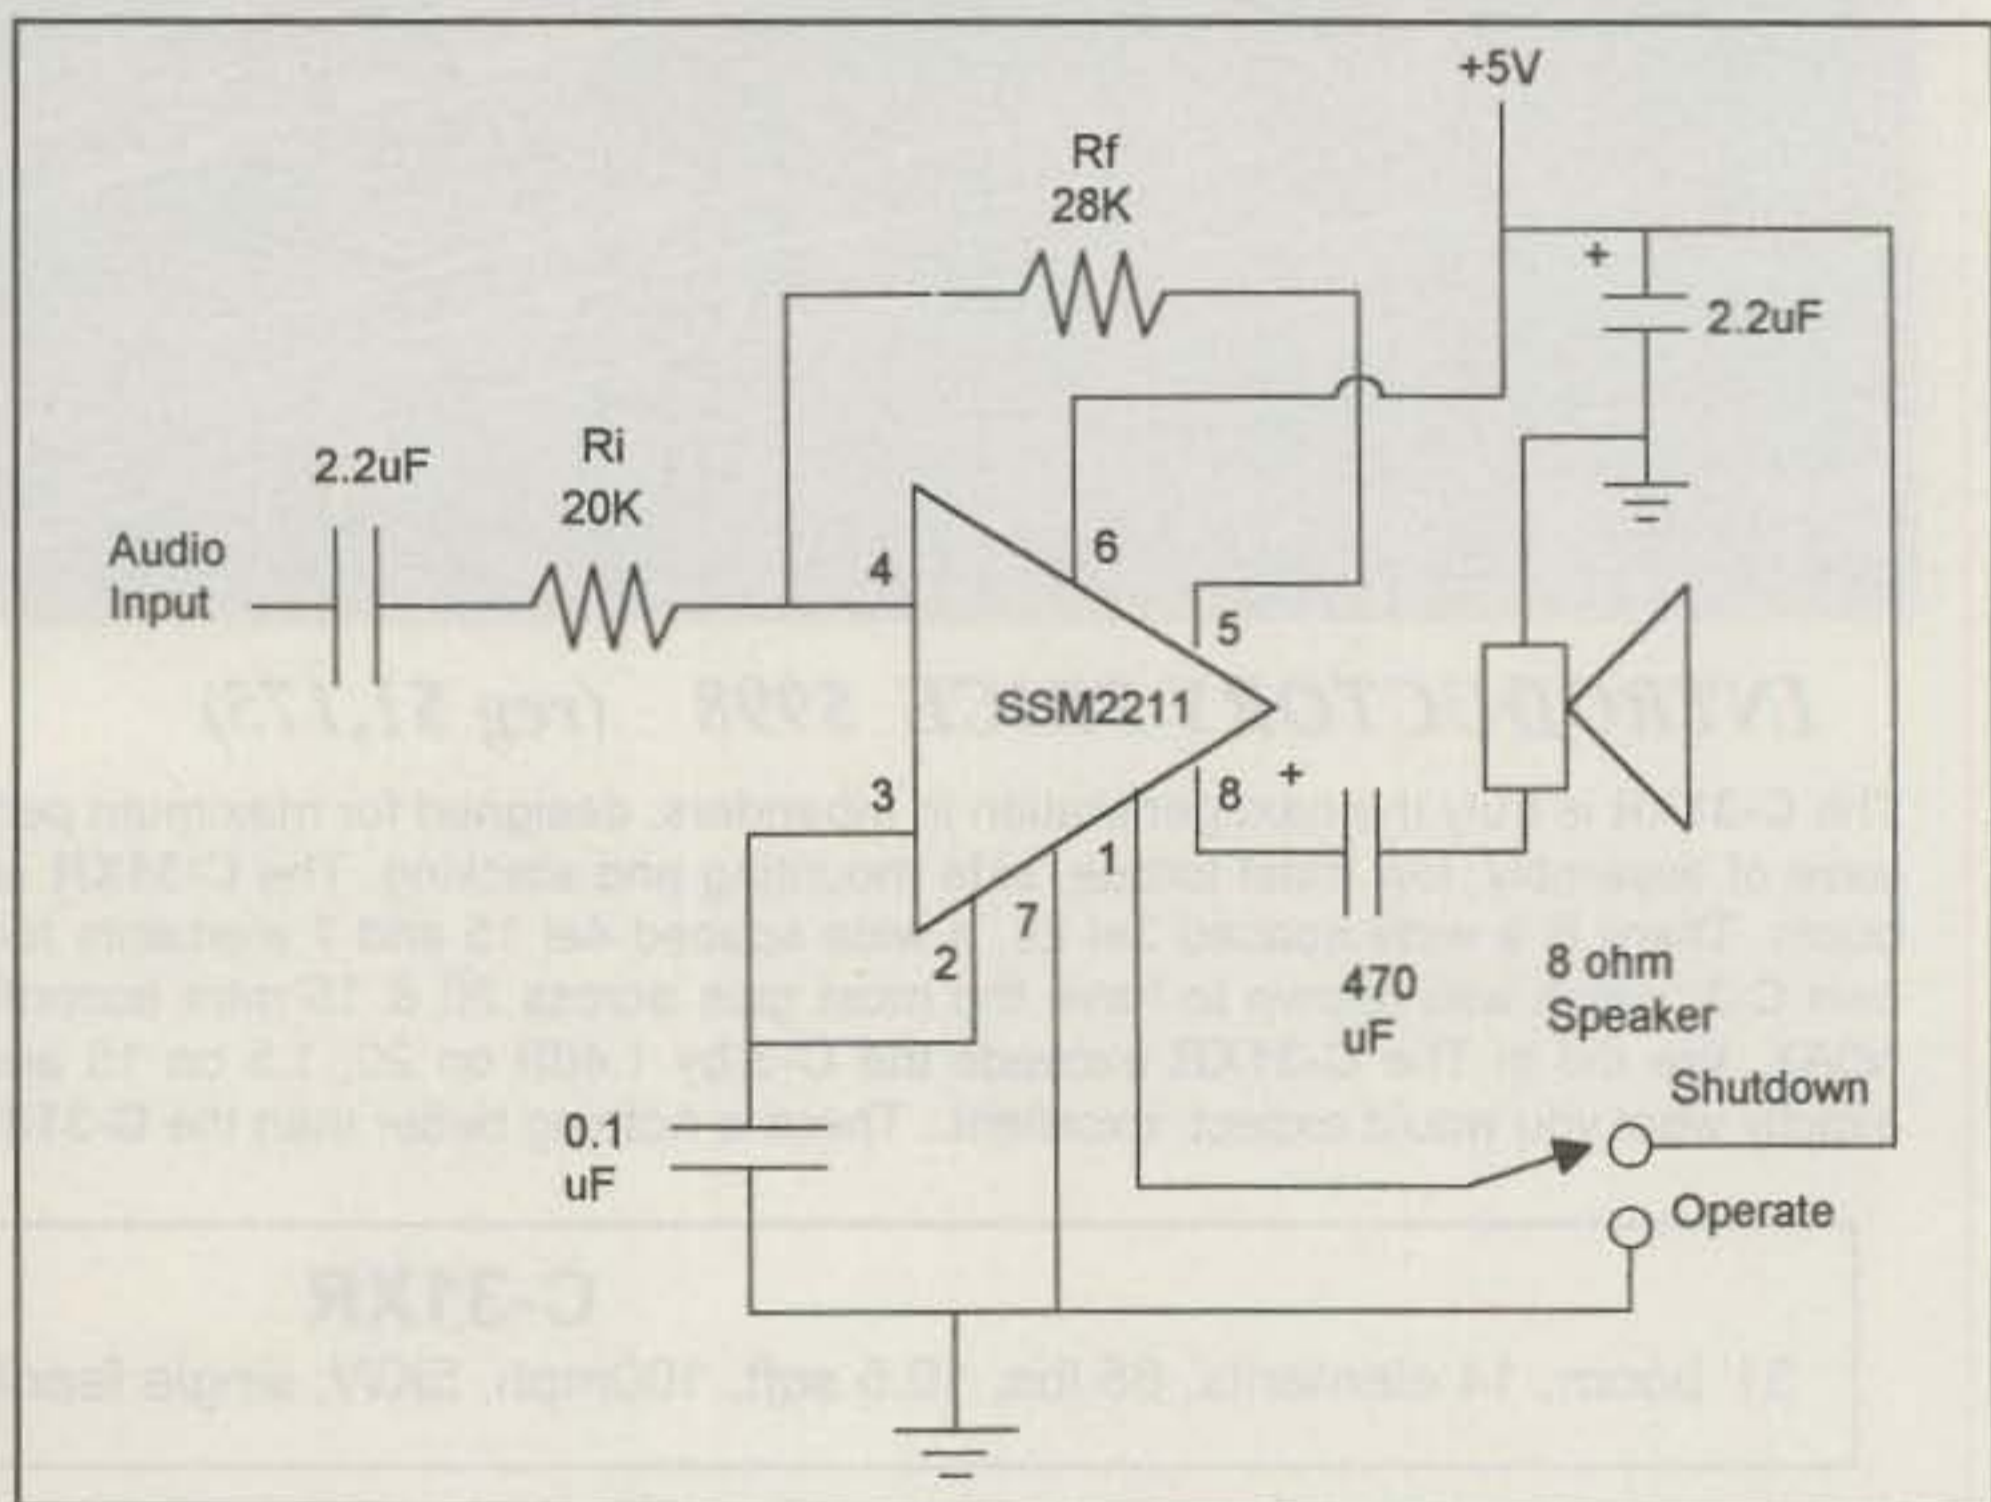 +5V
Rf
28K
+
2.2uF
Ri
20K
2.2uF
Audio
Input
4
6
5
SSM2211
3
8
+
1
7
2
470
uF
8 ohm
Speaker
0.1
uF
Shutdown
Operate